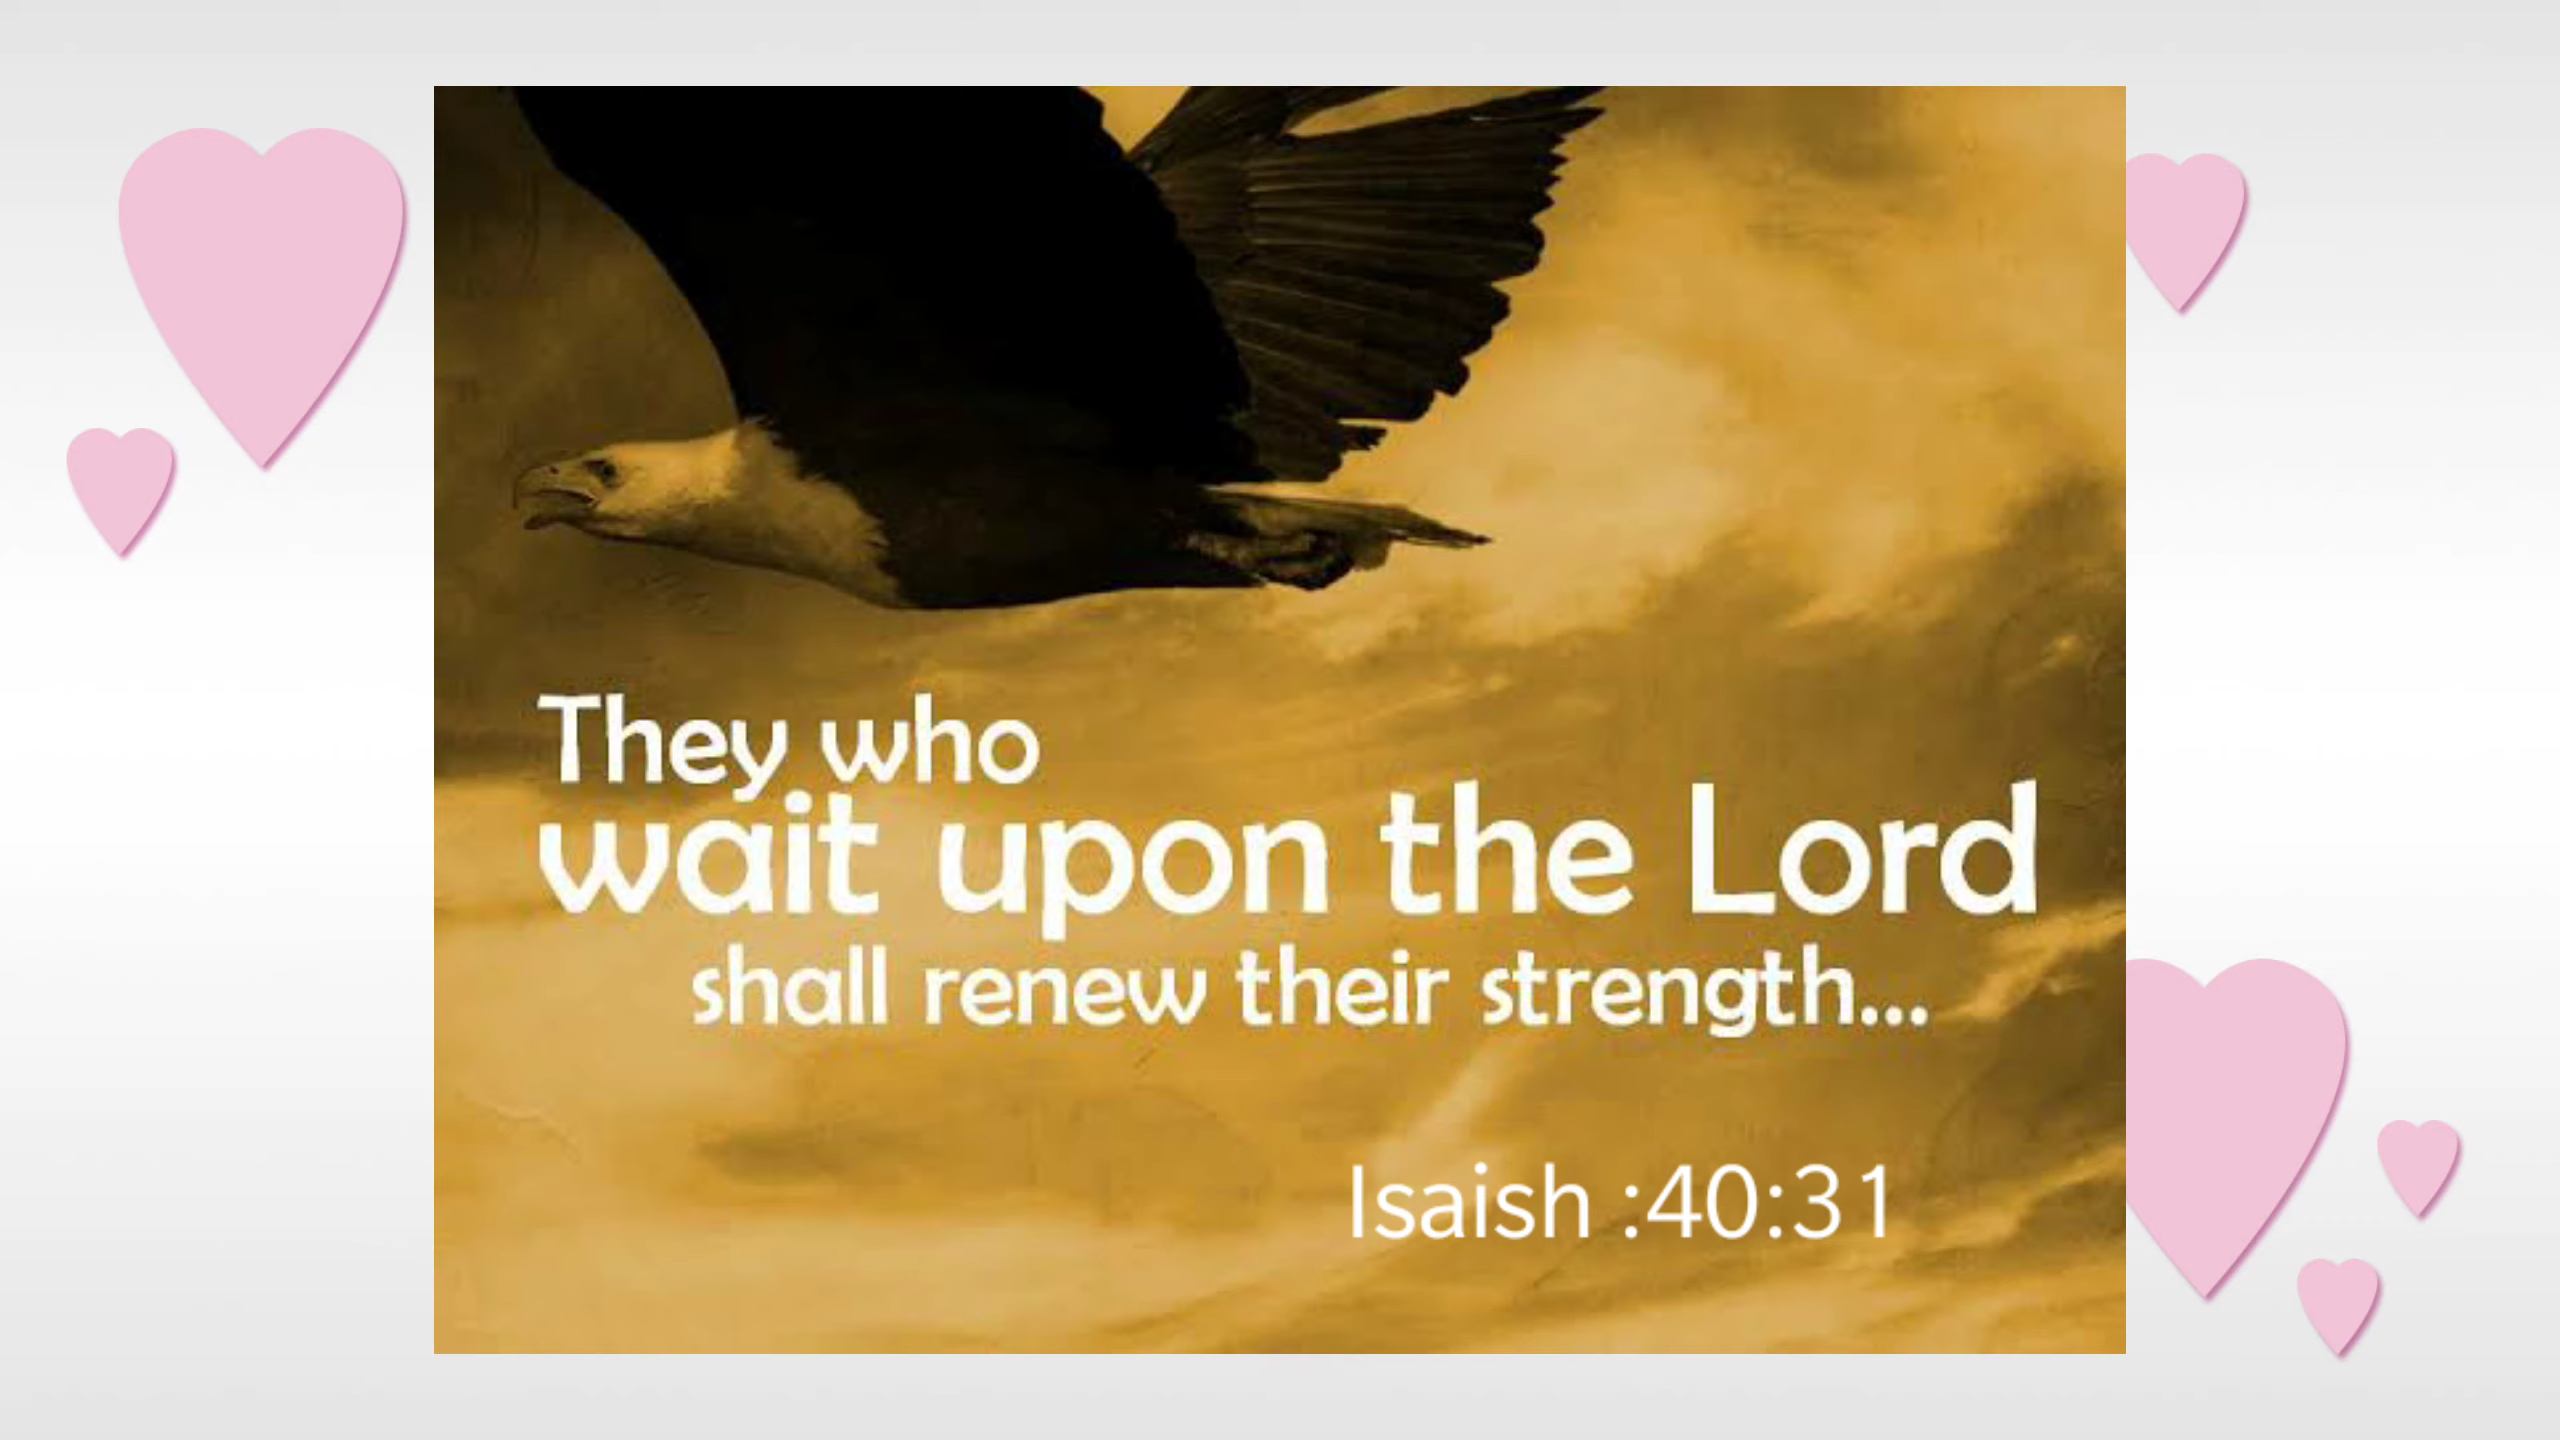 They who
wait upon the Lord
shall renew their strength...
Isaish :40:31